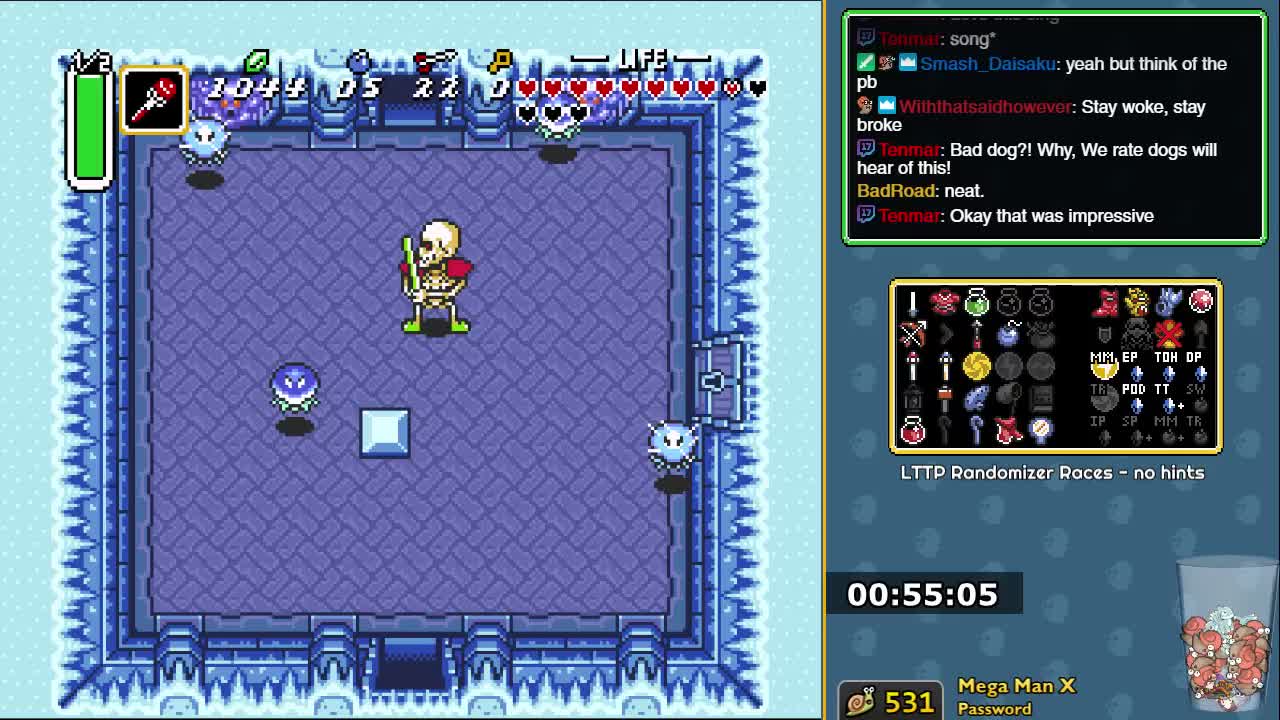 1/2
1044 05 22 0
LIFE
Tenmar: song*
Smash_Daisaku: yeah but think of the
pb
Withthatsaidhowever: Stay woke, stay
broke
Tenmar: Bad dog?! Why, We rate dogs will
hear of this!
BadRoad: neat.
Tenmar: Okay that was impressive
MM EP TOH DP
TR POD TT SW
IP SP MM TR
LTTP Randomizer Races - no hints
00:55:05
531
Mega Man X
Password